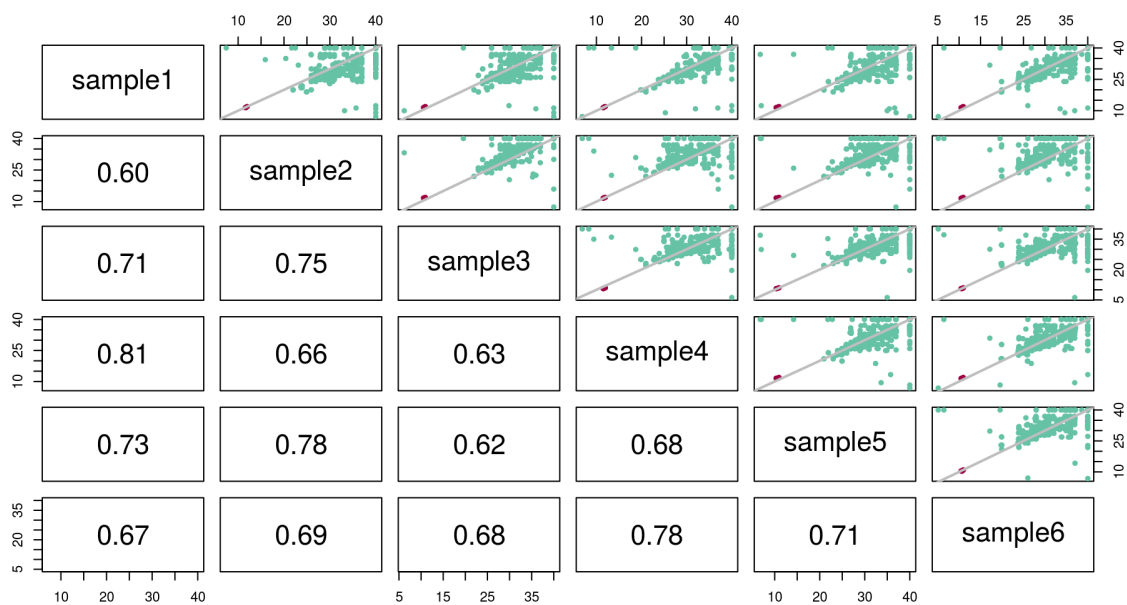 10 20 30 40 10 20 30 40 5 15 25 35
sample1 10 25 40
10 25 40 0.60 sample2
0.71 0.75 sample3 5 20 35
10 25 40 0.81 0.66 0.63 sample4
0.73 0.78 0.62 0.68 sample5 10 25 40
5 20 35 0.67 0.69 0.68 0.78 0.71 sample6
10 20 30 40 5 15 25 35 10 20 30 40